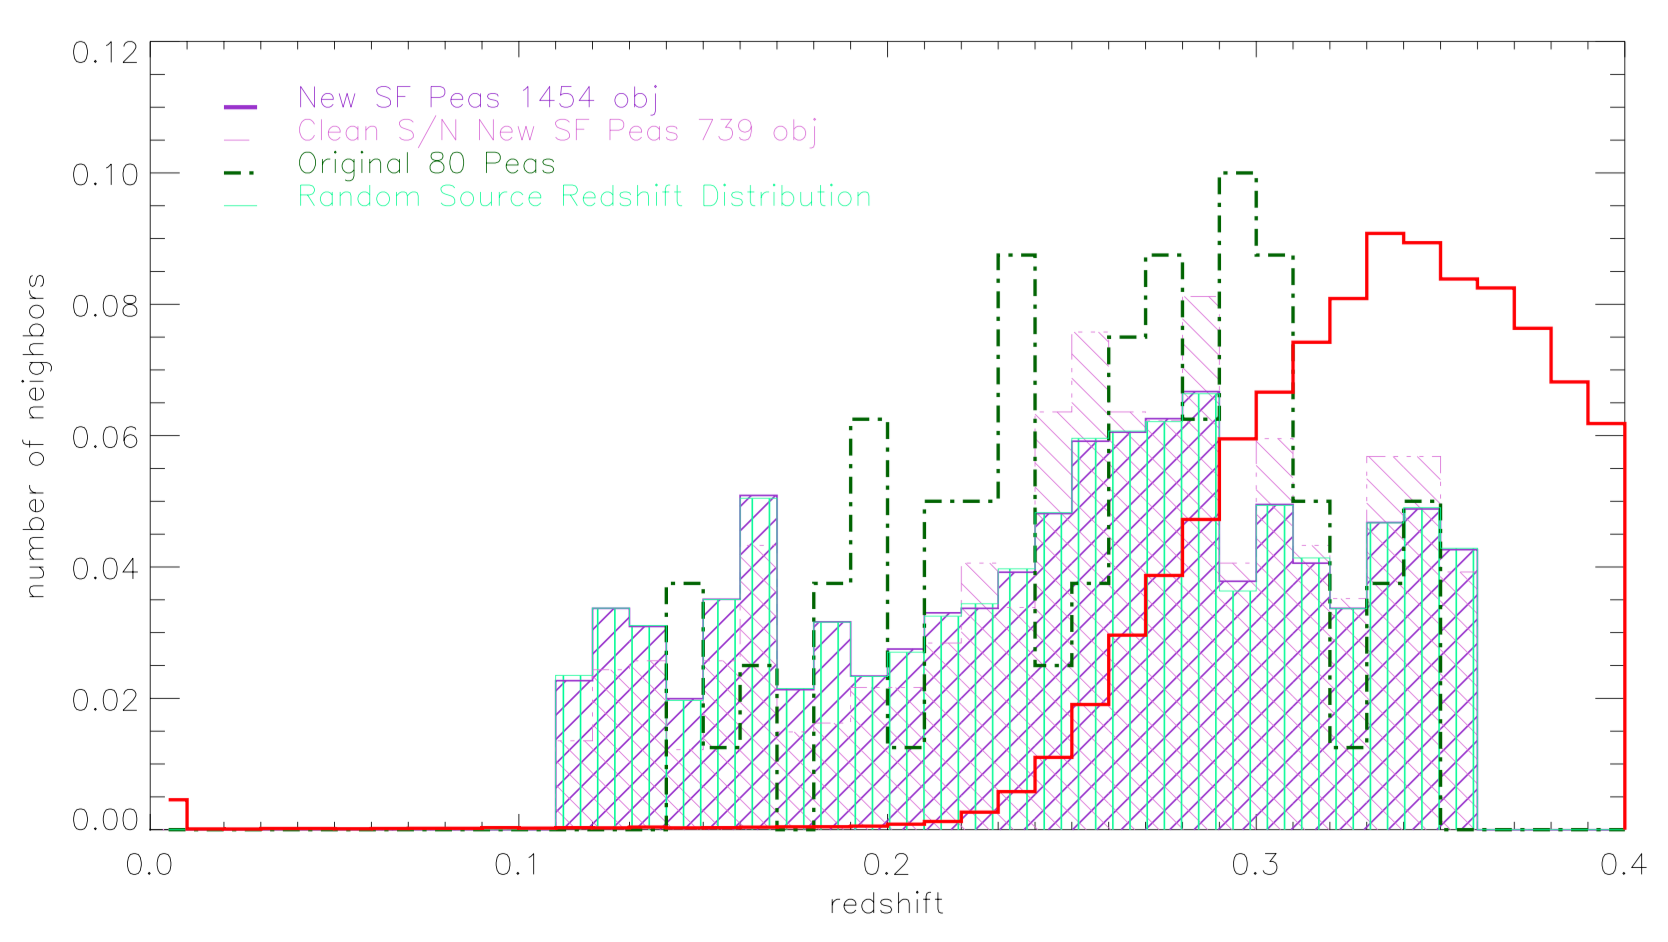 0.12
0.10
0.08
0.06
0.04
0.02
0.00
number of neighbors
New SF Peas 1454 obj
Clean S/N New SF Peas 739 obj
Original 80 Peas
Random Source Redshift Distribution
0.0 0.1 0.2 0.3 0.4
redshift